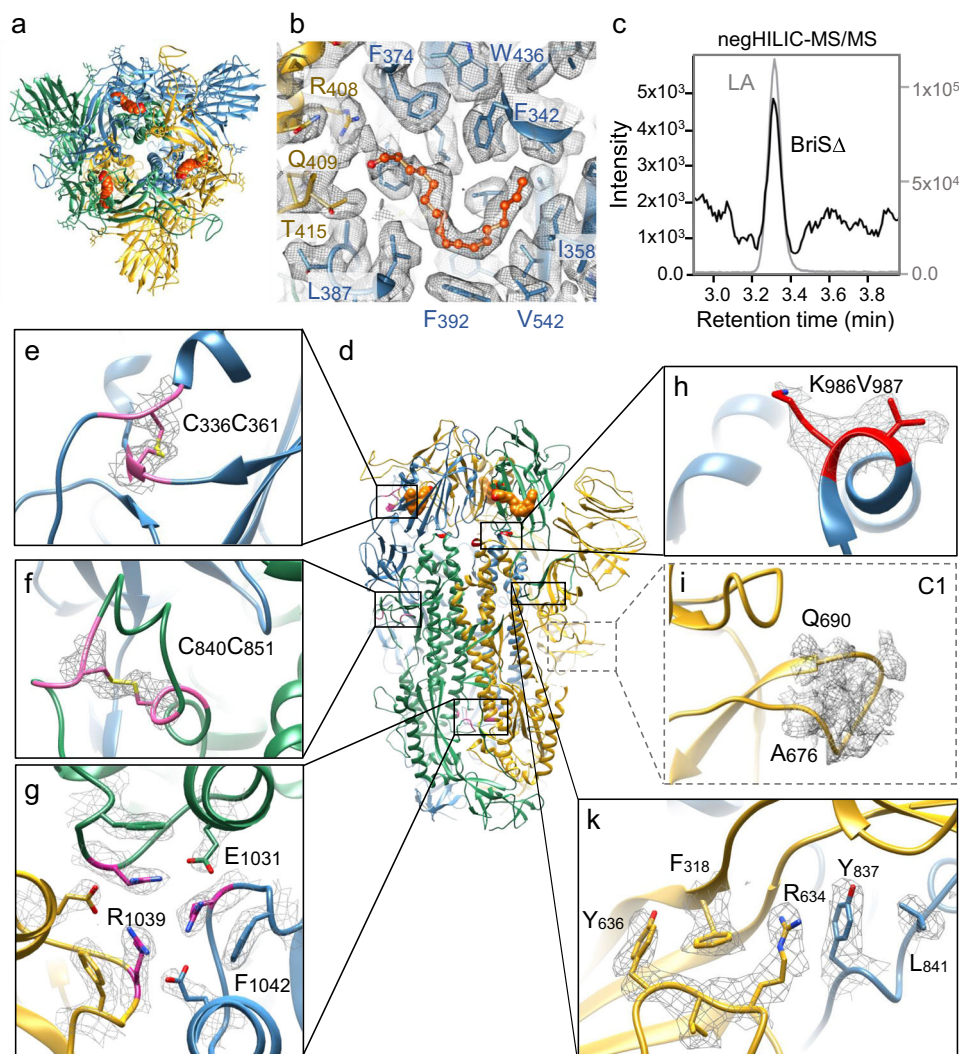 a
b
F374
W436
R408
F342
Q409
T415
I358
L387
F392
V542
c
negHILIC-MS/MS
LA
BriSΔ
Intensity
5x10³
4x10³
3x10³
2x10³
1x10³
0.0
1x10⁵
5x10⁴
0.0
3.0
3.2
3.4
3.6
3.8
Retention time (min)
e
C336C361
d
h
K986V987
f
C840C851
i
C1
Q690
A676
g
E1031
R1039
F1042
k
F318
Y837
R634
Y636
L841